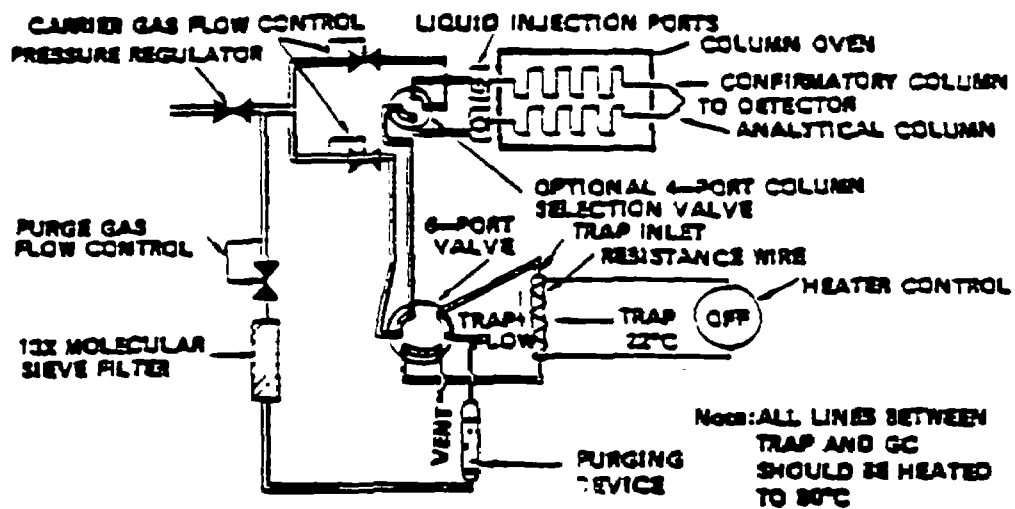 CARRIER GAS FLOW CONTROL
PRESSURE REGULATOR
LIQUID INJECTION PORTS
COLUMN OVEN
CONFIRMATORY COLUMN
TO DETECTOR
ANALYTICAL COLUMN
OPTIONAL 4-PORT COLUMN
SELECTION VALVE
PURGE GAS
FLOW CONTROL
6-PORT
VALVE
TRAP INLET
RESISTANCE WIRE
HEATER CONTROL
TRAP
FLOW
TRAP
22°C
OFF
13X MOLECULAR
SIEVE FILTER
VENT
PURGING
DEVICE
Note: ALL LINES BETWEEN
TRAP AND GC
SHOULD BE HEATED
TO 80°C